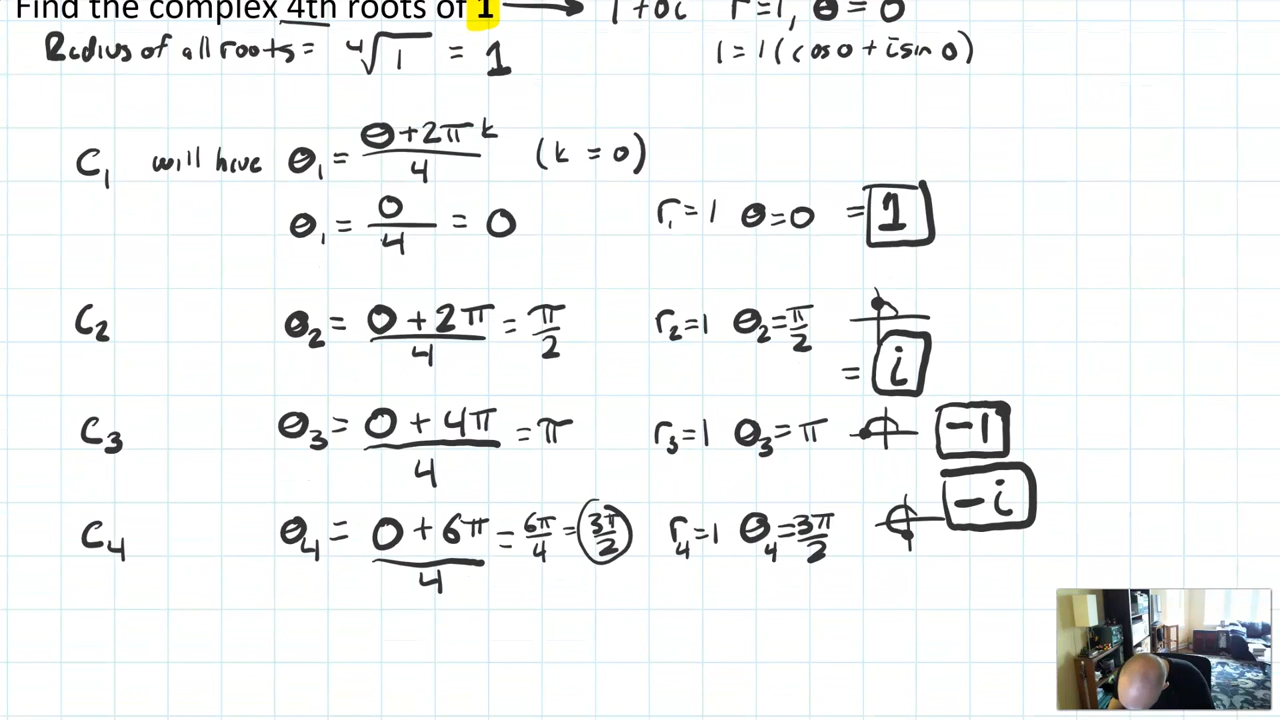 Find the complex 4th roots of 1 → 1 + 0i r = 1, θ = 0
Radius of all roots = ⁴√1 = 1 1 = 1(cos 0 + i sin 0)
C₁ will have θ₁ = (θ + 2πk)/4 (k = 0)
θ₁ = 0/4 = 0 r₁ = 1 θ = 0 = 1
C₂ θ₂ = (0 + 2π)/4 = π/2 r₂ = 1 θ₂ = π/2
= i
C₃ θ₃ = (0 + 4π)/4 = π r₃ = 1 θ₃ = π -1
C₄ θ₄ = (0 + 6π)/4 = 6π/4 = 3π/2 r₄ = 1 θ₄ = 3π/2 -i